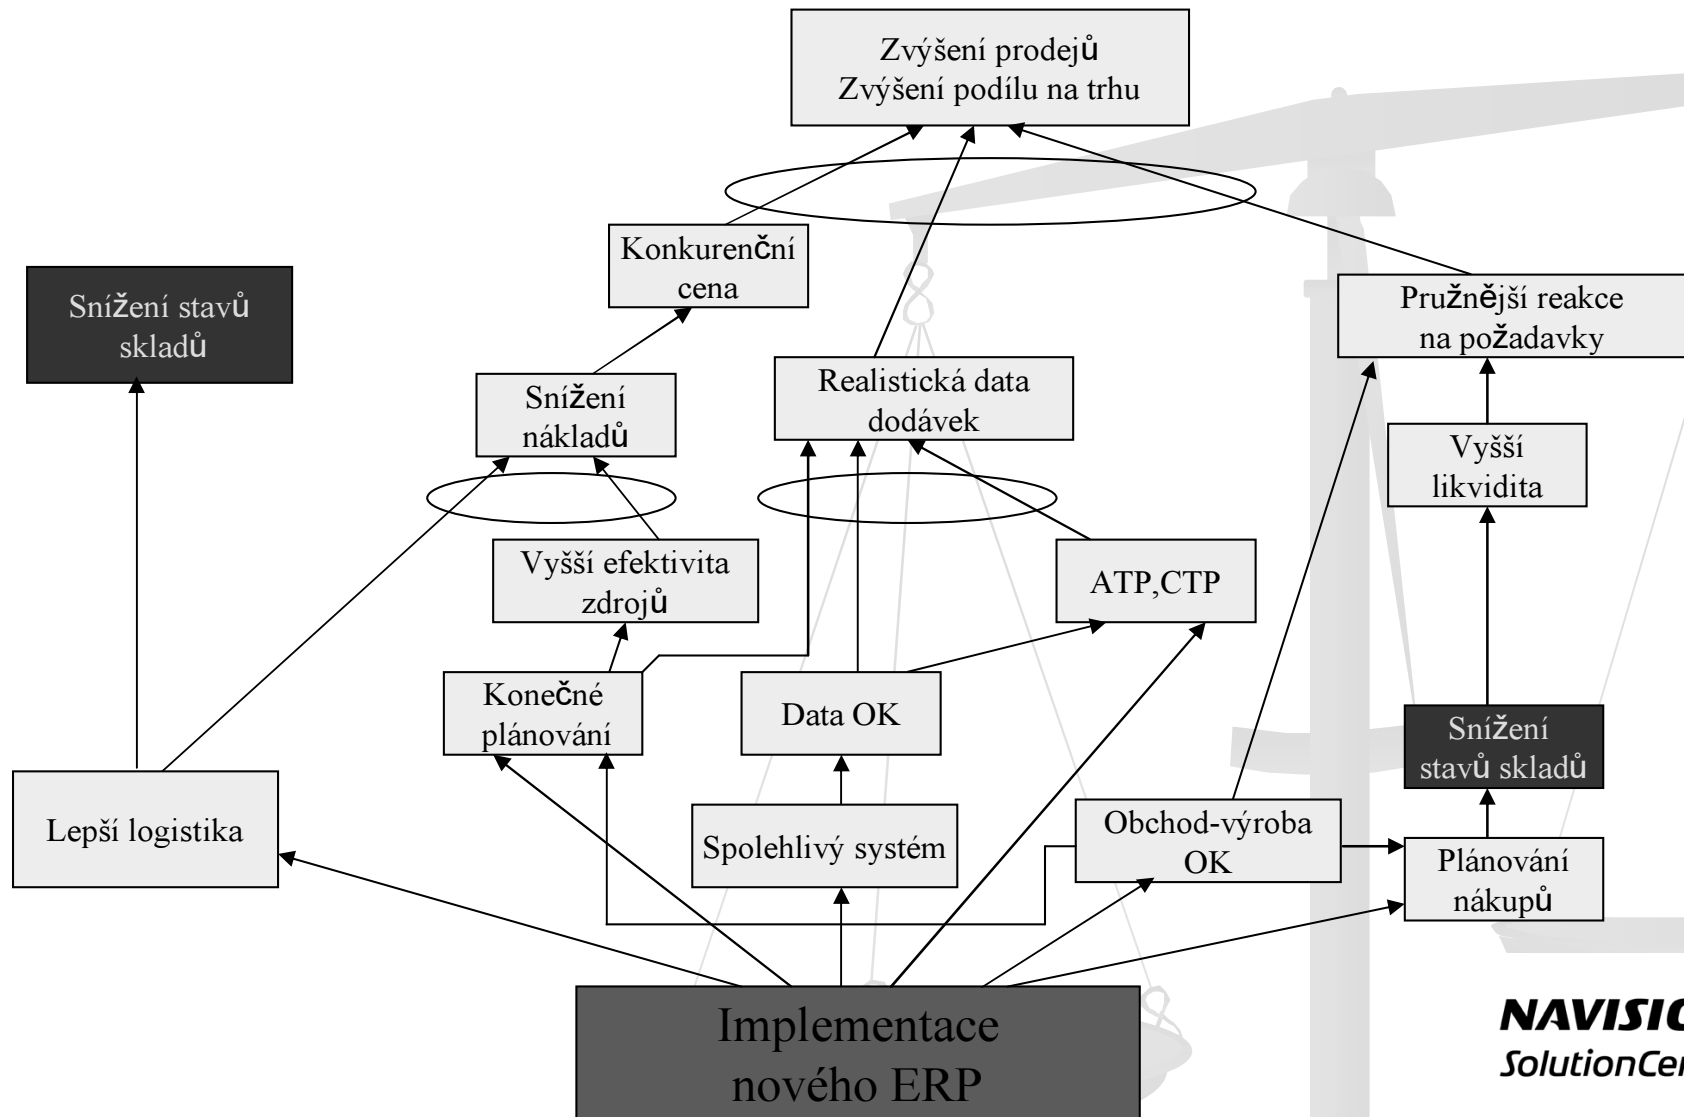 Zvýšení prodejů
Zvýšení podílu na trhu
Konkurenční
cena
Snížení stavů
skladů
Pružnější reakce
na požadavky
Snížení
nákladů
Realistická data
dodávek
Vyšší
likvidita
Vyšší efektivita
zdrojů
ATP,CTP
Konečné
plánování
Data OK
Snížení
stavů skladů
Lepší logistika
Spolehlivý systém
Obchod-výroba
OK
Plánování
nákupů
Implementace
nového ERP